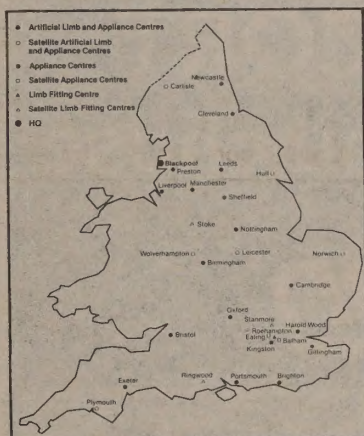 Artificial Limb and Appliance Centres
Satellite Artificial Limb
and Appliance Centres
Appliance Centres
Satellite Appliance Centres
Limb Fitting Centre
Satellite Limb Fitting Centres
HQ
Newcastle
Carlisle
Cleveland
Blackpool
Preston
Leeds
Hull
Liverpool
Manchester
Sheffield
Stoke
Nottingham
Wolverhampton
Leicester
Norwich
Birmingham
Cambridge
Oxford
Stanmore
Harold Wood
Roehampton
Bristol
Ealing
Balham
Kingston
Gillingham
Exeter
Ringwood
Portsmouth
Brighton
Plymouth